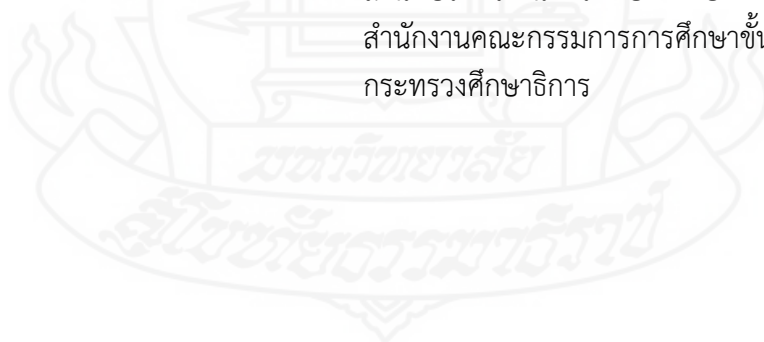 สำนักงานคณะกรรมการการศึกษาขั้น
กระทรวงศึกษาธิการ
มหาวิทยาลัย
สุโขทัยธรรมาธิราช